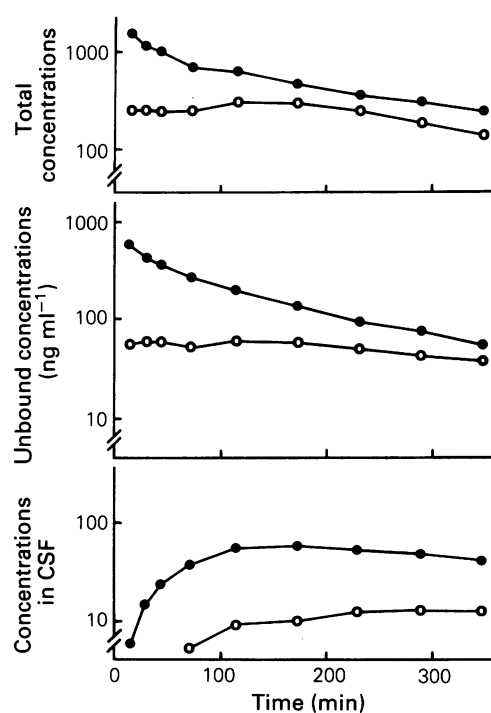 Total
concentrations
1000
100
Unbound concentrations
(ng ml⁻¹)
1000
100
10
Concentrations
in CSF
100
10
0
100
200
300
Time (min)